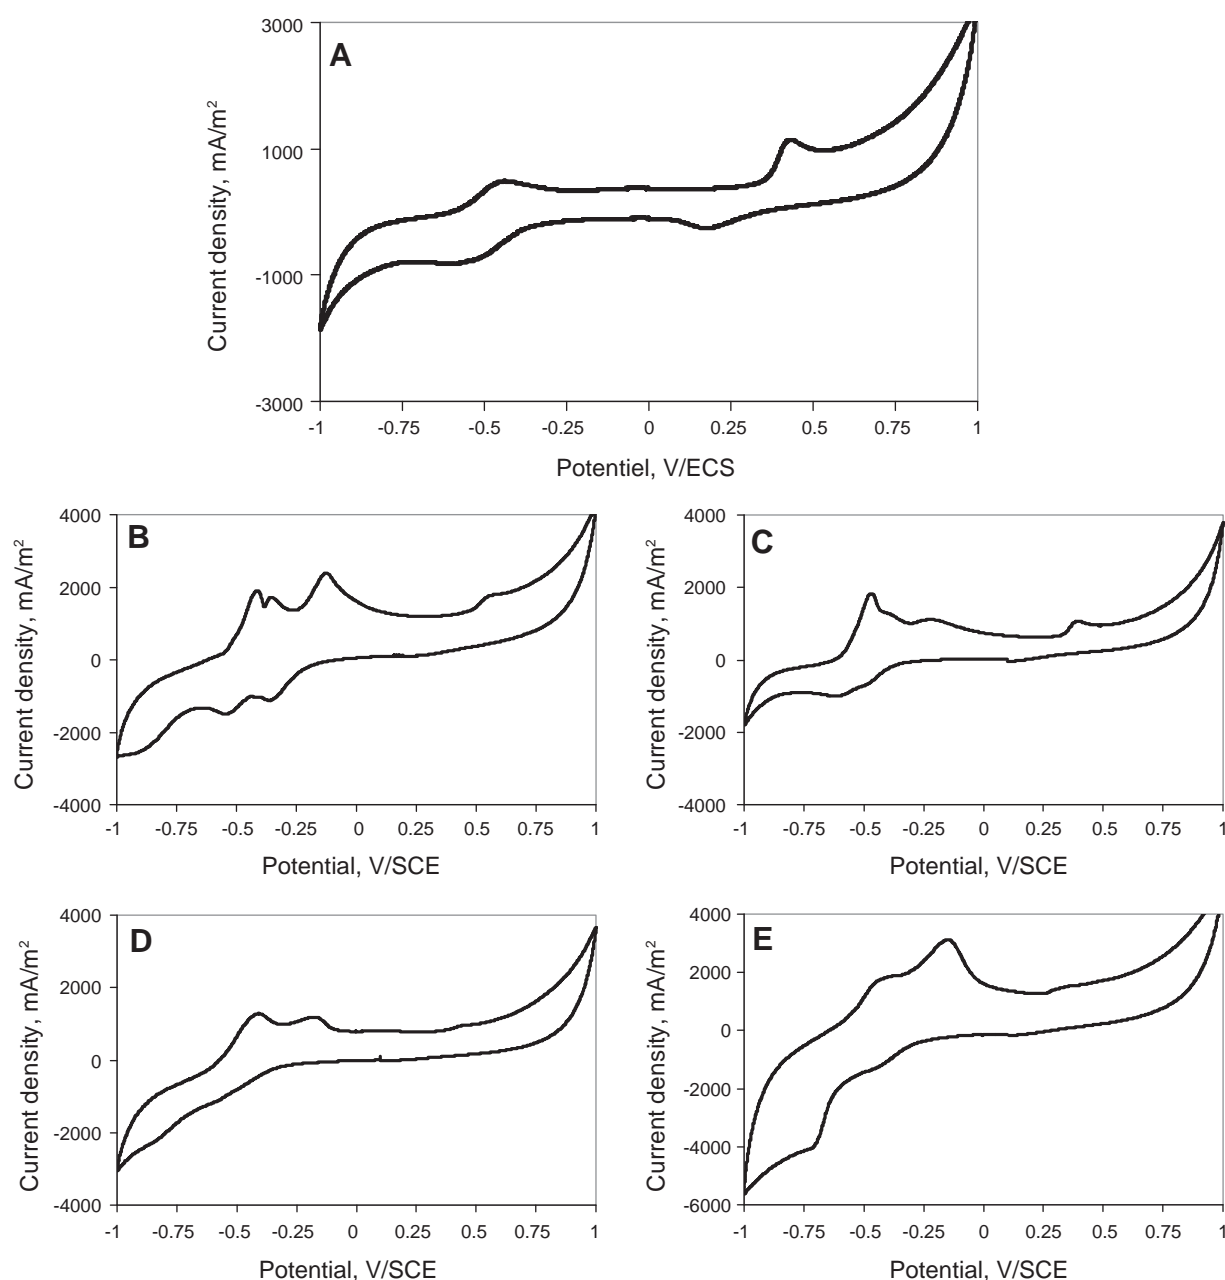 A
Current density, mA/m²
3000
1000
-1000
-3000
-1 -0.75 -0.5 -0.25 0 0.25 0.5 0.75 1
Potentiel, V/ECS
B
Current density, mA/m²
4000
2000
0
-2000
-4000
-1 -0.75 -0.5 -0.25 0 0.25 0.5 0.75 1
Potential, V/SCE
C
Current density, mA/m²
4000
2000
0
-2000
-4000
-1 -0.75 -0.5 -0.25 0 0.25 0.5 0.75 1
Potential, V/SCE
D
Current density, mA/m²
4000
2000
0
-2000
-4000
-1 -0.75 -0.5 -0.25 0 0.25 0.5 0.75 1
Potential, V/SCE
E
Current density, mA/m²
4000
2000
0
-2000
-4000
-6000
-1 -0.75 -0.5 -0.25 0 0.25 0.5 0.75 1
Potential, V/SCE